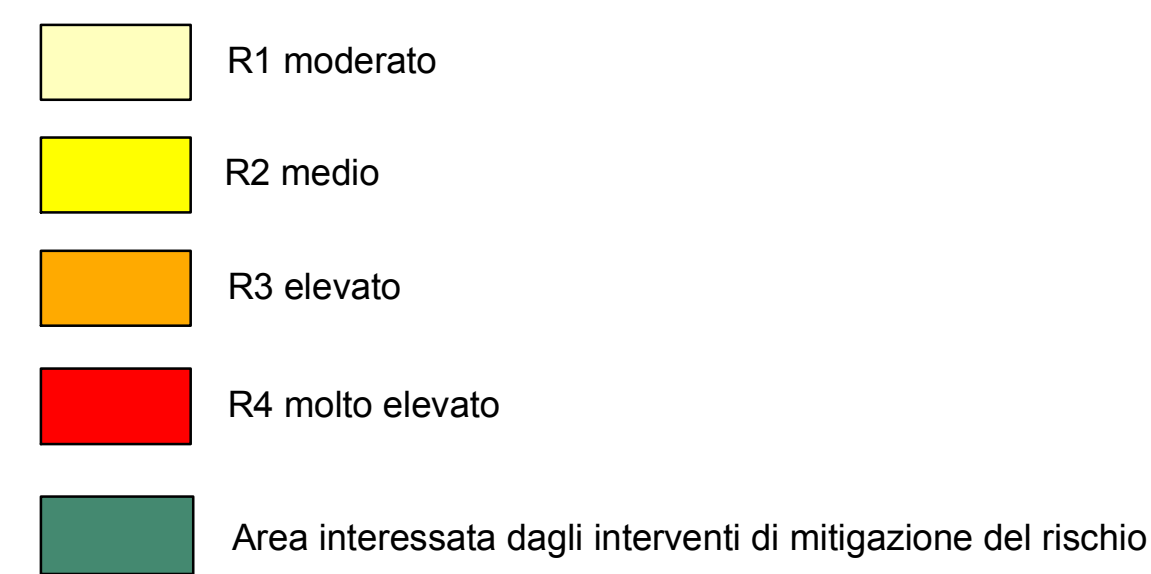 R1 moderato
R2 medio
R3 elevato
R4 molto elevato
Area interessata dagli interventi di mitigazione del rischio